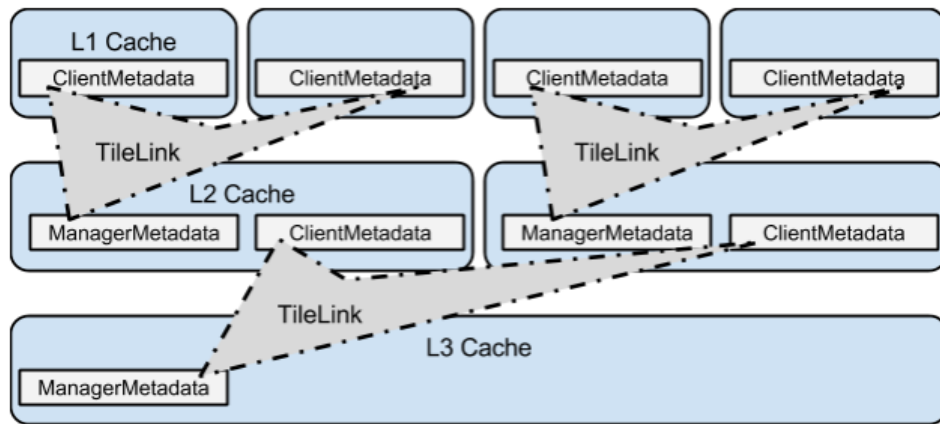 L1 Cache
ClientMetadata
ClientMetadata
ClientMetadata
ClientMetadata
TileLink
TileLink
L2 Cache
ManagerMetadata
ClientMetadata
ManagerMetadata
ClientMetadata
TileLink
L3 Cache
ManagerMetadata